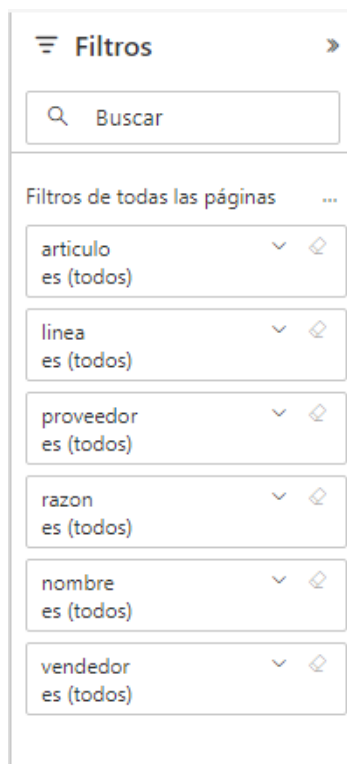 Filtros
Buscar
Filtros de todas las páginas
articulo
es (todos)
linea
es (todos)
proveedor
es (todos)
razon
es (todos)
nombre
es (todos)
vendedor
es (todos)